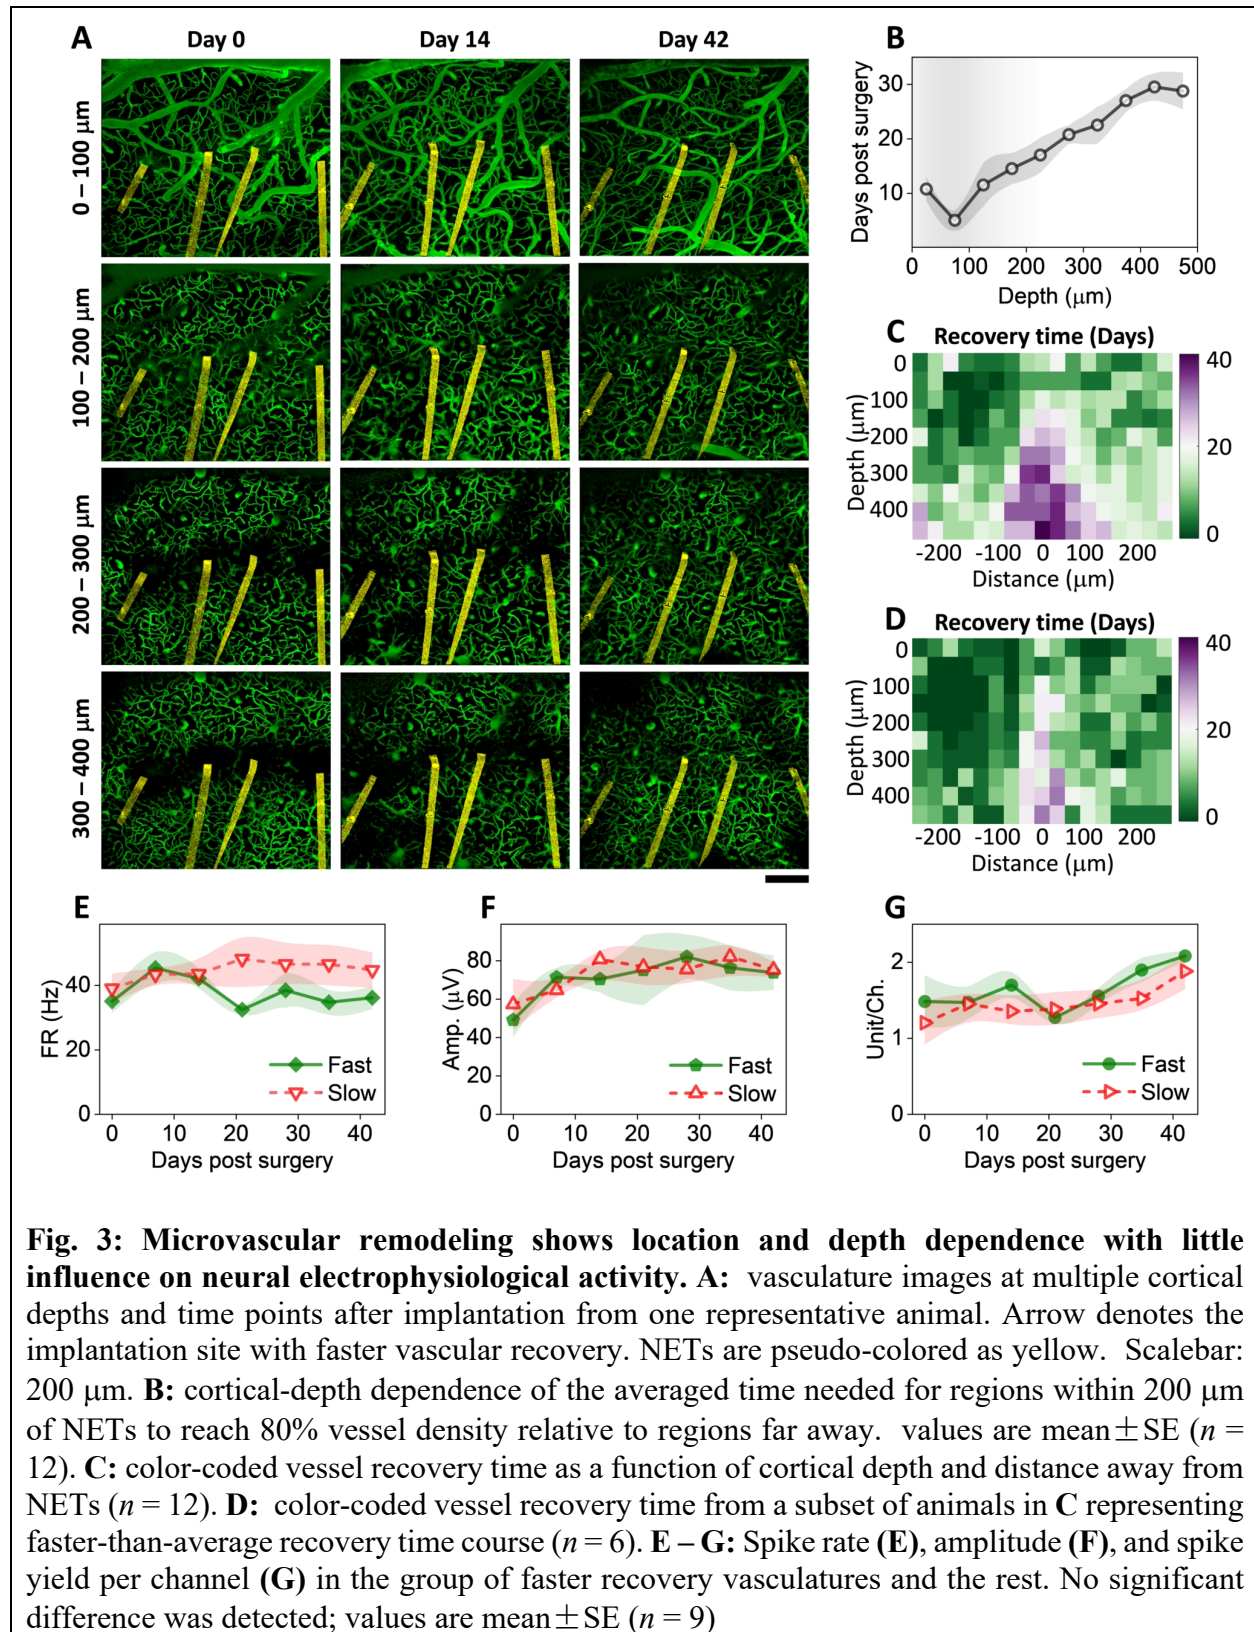 A
Day 0
Day 14
Day 42
0 – 100 μm
100 – 200 μm
200 – 300 μm
300 – 400 μm
B
Days post surgery
30
20
10
0
100
200
300
400
500
Depth (μm)
C
Recovery time (Days)
Depth (μm)
0
100
200
300
400
-200
-100
0
100
200
Distance (μm)
40
20
0
D
Recovery time (Days)
Depth (μm)
0
100
200
300
400
-200
-100
0
100
200
Distance (μm)
40
20
0
E
FR (Hz)
40
20
0
Fast
Slow
0
10
20
30
40
Days post surgery
F
Amp. (μV)
80
60
40
20
0
Fast
Slow
0
10
20
30
40
Days post surgery
G
Unit/Ch.
2
1
0
Fast
Slow
0
10
20
30
40
Days post surgery
Fig. 3: Microvascular remodeling shows location and depth dependence with little
influence on neural electrophysiological activity. A: vasculature images at multiple cortical
depths and time points after implantation from one representative animal. Arrow denotes the
implantation site with faster vascular recovery. NETs are pseudo-colored as yellow. Scalebar:
200 μm. B: cortical-depth dependence of the averaged time needed for regions within 200 μm
of NETs to reach 80% vessel density relative to regions far away. values are mean±SE (n =
12). C: color-coded vessel recovery time as a function of cortical depth and distance away from
NETs (n = 12). D: color-coded vessel recovery time from a subset of animals in C representing
faster-than-average recovery time course (n = 6). E – G: Spike rate (E), amplitude (F), and spike
yield per channel (G) in the group of faster recovery vasculatures and the rest. No significant
difference was detected; values are mean±SE (n = 9)